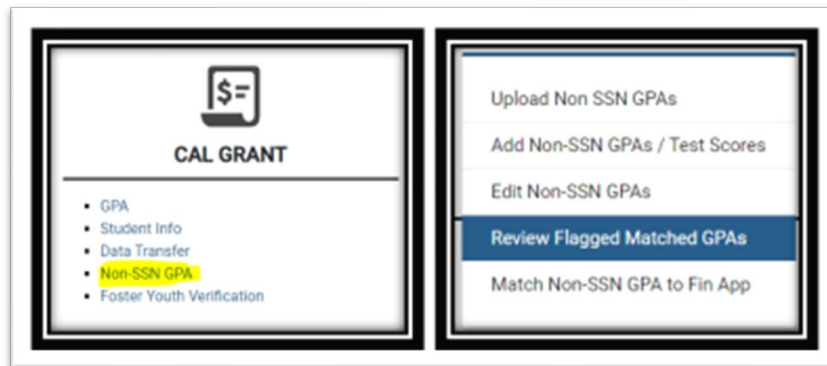 $=
CAL GRANT
GPA
Student Info
Data Transfer
Non-SSN GPA
Foster Youth Verification
Upload Non SSN GPAs
Add Non-SSN GPAs / Test Scores
Edit Non-SSN GPAs
Review Flagged Matched GPAs
Match Non-SSN GPA to Fin App